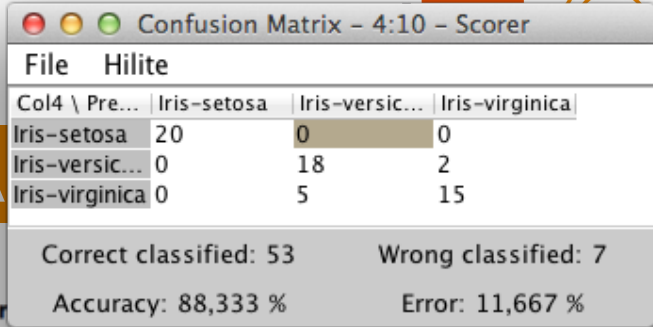 Confusion Matrix - 4:10 - Scorer
File Hilite
Col4 \ Pre... Iris-setosa Iris-versic... Iris-virginica
Iris-setosa 20 0 0
Iris-versic... 0 18 2
Iris-virginica 0 5 15
Correct classified: 53 Wrong classified: 7
Accuracy: 88,333 % Error: 11,667 %